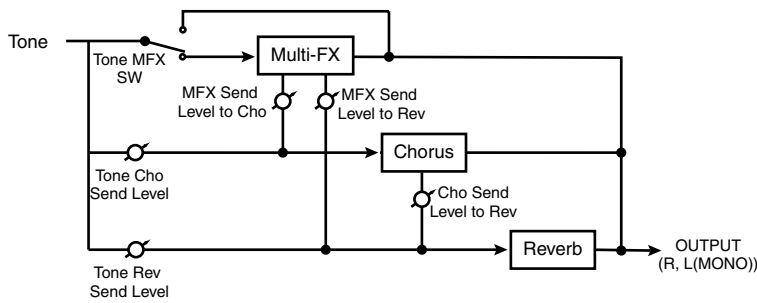 Tone
Tone MFX
SW
Multi-FX
MFX Send
Level to Cho
MFX Send
Level to Rev
Tone Cho
Send Level
Chorus
Cho Send
Level to Rev
Tone Rev
Send Level
Reverb
OUTPUT
(R, L(MONO))